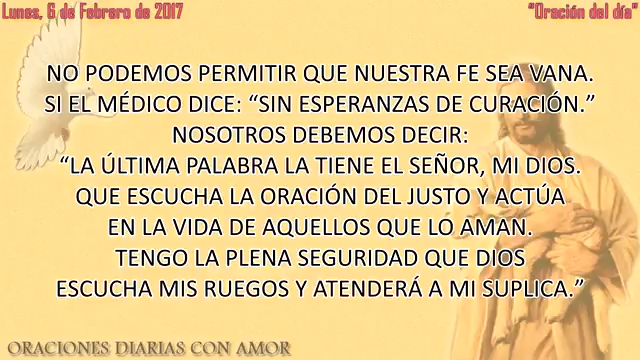 Lunes, 6 de Febrero de 2017
"Oración del día"
NO PODEMOS PERMITIR QUE NUESTRA FE SEA VANA.
SI EL MÉDICO DICE: “SIN ESPERANZAS DE CURACIÓN.”
NOSOTROS DEBEMOS DECIR:
“LA ÚLTIMA PALABRA LA TIENE EL SEÑOR, MI DIOS.
QUE ESCUCHA LA ORACIÓN DEL JUSTO Y ACTÚA
EN LA VIDA DE AQUELLOS QUE LO AMAN.
TENGO LA PLENA SEGURIDAD QUE DIOS
ESCUCHA MIS RUEGOS Y ATENDERÁ A MI SUPLICA.”
ORACIONES DIARIAS CON AMOR